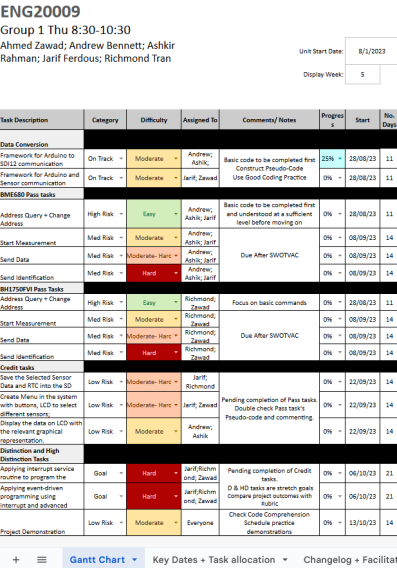 ENG20009
Group 1 Thu 8:30-10:30
Ahmed Zawad; Andrew Bennett; Ashkir
Rahman; Jarif Ferdous; Richmond Tran
Unit Start Date: 8/1/2023
Display Week: 5
Task Description Category Difficulty Assigned To Comments/ Notes Progres
s Start No.
Days
Data Conversion
Framework for Arduino to
SDI12 communication On Track Moderate Andrew;
Ashik; Basic code to be completed first
Construct Pseudo-Code
Use Good Coding Practice 25% 28/08/23 11
Framework for Arduino and
Sensor communication On Track Moderate Jarif; Zawad 0% 28/08/23 11
BME680 Pass tasks
Address Query + Change
Address High Risk Easy Andrew;
Ashik; Jarif Basic code to be completed first
and understood at a sufficient
level before moving on 0% 28/08/23 11
Start Measurement Med Risk Moderate Andrew;
Ashik; Jarif 0% 08/09/23 14
Send Data Med Risk Moderate- Hard Andrew;
Ashik; Jarif Due After SWOTVAC 0% 08/09/23 14
Send Identification Med Risk Hard Andrew;
Ashik; Jarif 0% 08/09/23 14
BH1750FVI Pass Tasks
Address Query + Change
Address High Risk Easy Richmond;
Zawad Focus on basic commands 0% 28/08/23 11
Start Measurement Med Risk Moderate Richmond;
Zawad 0% 08/09/23 14
Send Data Med Risk Moderate- Hard Richmond;
Zawad Due After SWOTVAC 0% 08/09/23 14
Send Identification Med Risk Hard Richmond;
Zawad 0% 08/09/23 14
Credit tasks
Save the Selected Sensor
Data and RTC into the SD Low Risk Moderate- Hard Jarif;
Richmond 0% 22/09/23 14
Create Menu in the system
with buttons, LCD to select
different sensors; Low Risk Moderate- Hard Jarif; Zawad Pending completion of Pass tasks.
Double check Pass task's
Pseudo-code and commenting. 0% 22/09/23 14
Display the data on LCD with
the relevant graphical
representation. Low Risk Moderate Andrew;
Ashik 0% 22/09/23 14
Distinction and High
Distinction Tasks
Applying interrupt service
routine to program the Goal Hard Jarif;Richm
ond; Zawad Pending completion of Credit
tasks.
D & HD tasks are stretch goals
Compare project outcomes with
Rubric 0% 06/10/23 21
Applying event-driven
programming using
interrupt and advanced Goal Hard Jarif;Richm
ond; Zawad 0% 06/10/23 21
Project Demonstration Low Risk Moderate Everyone Check Code Comprehension
Schedule practice
demonstrations 0% 13/10/23 14
Gantt Chart Key Dates + Task allocation Changelog + Facilitat